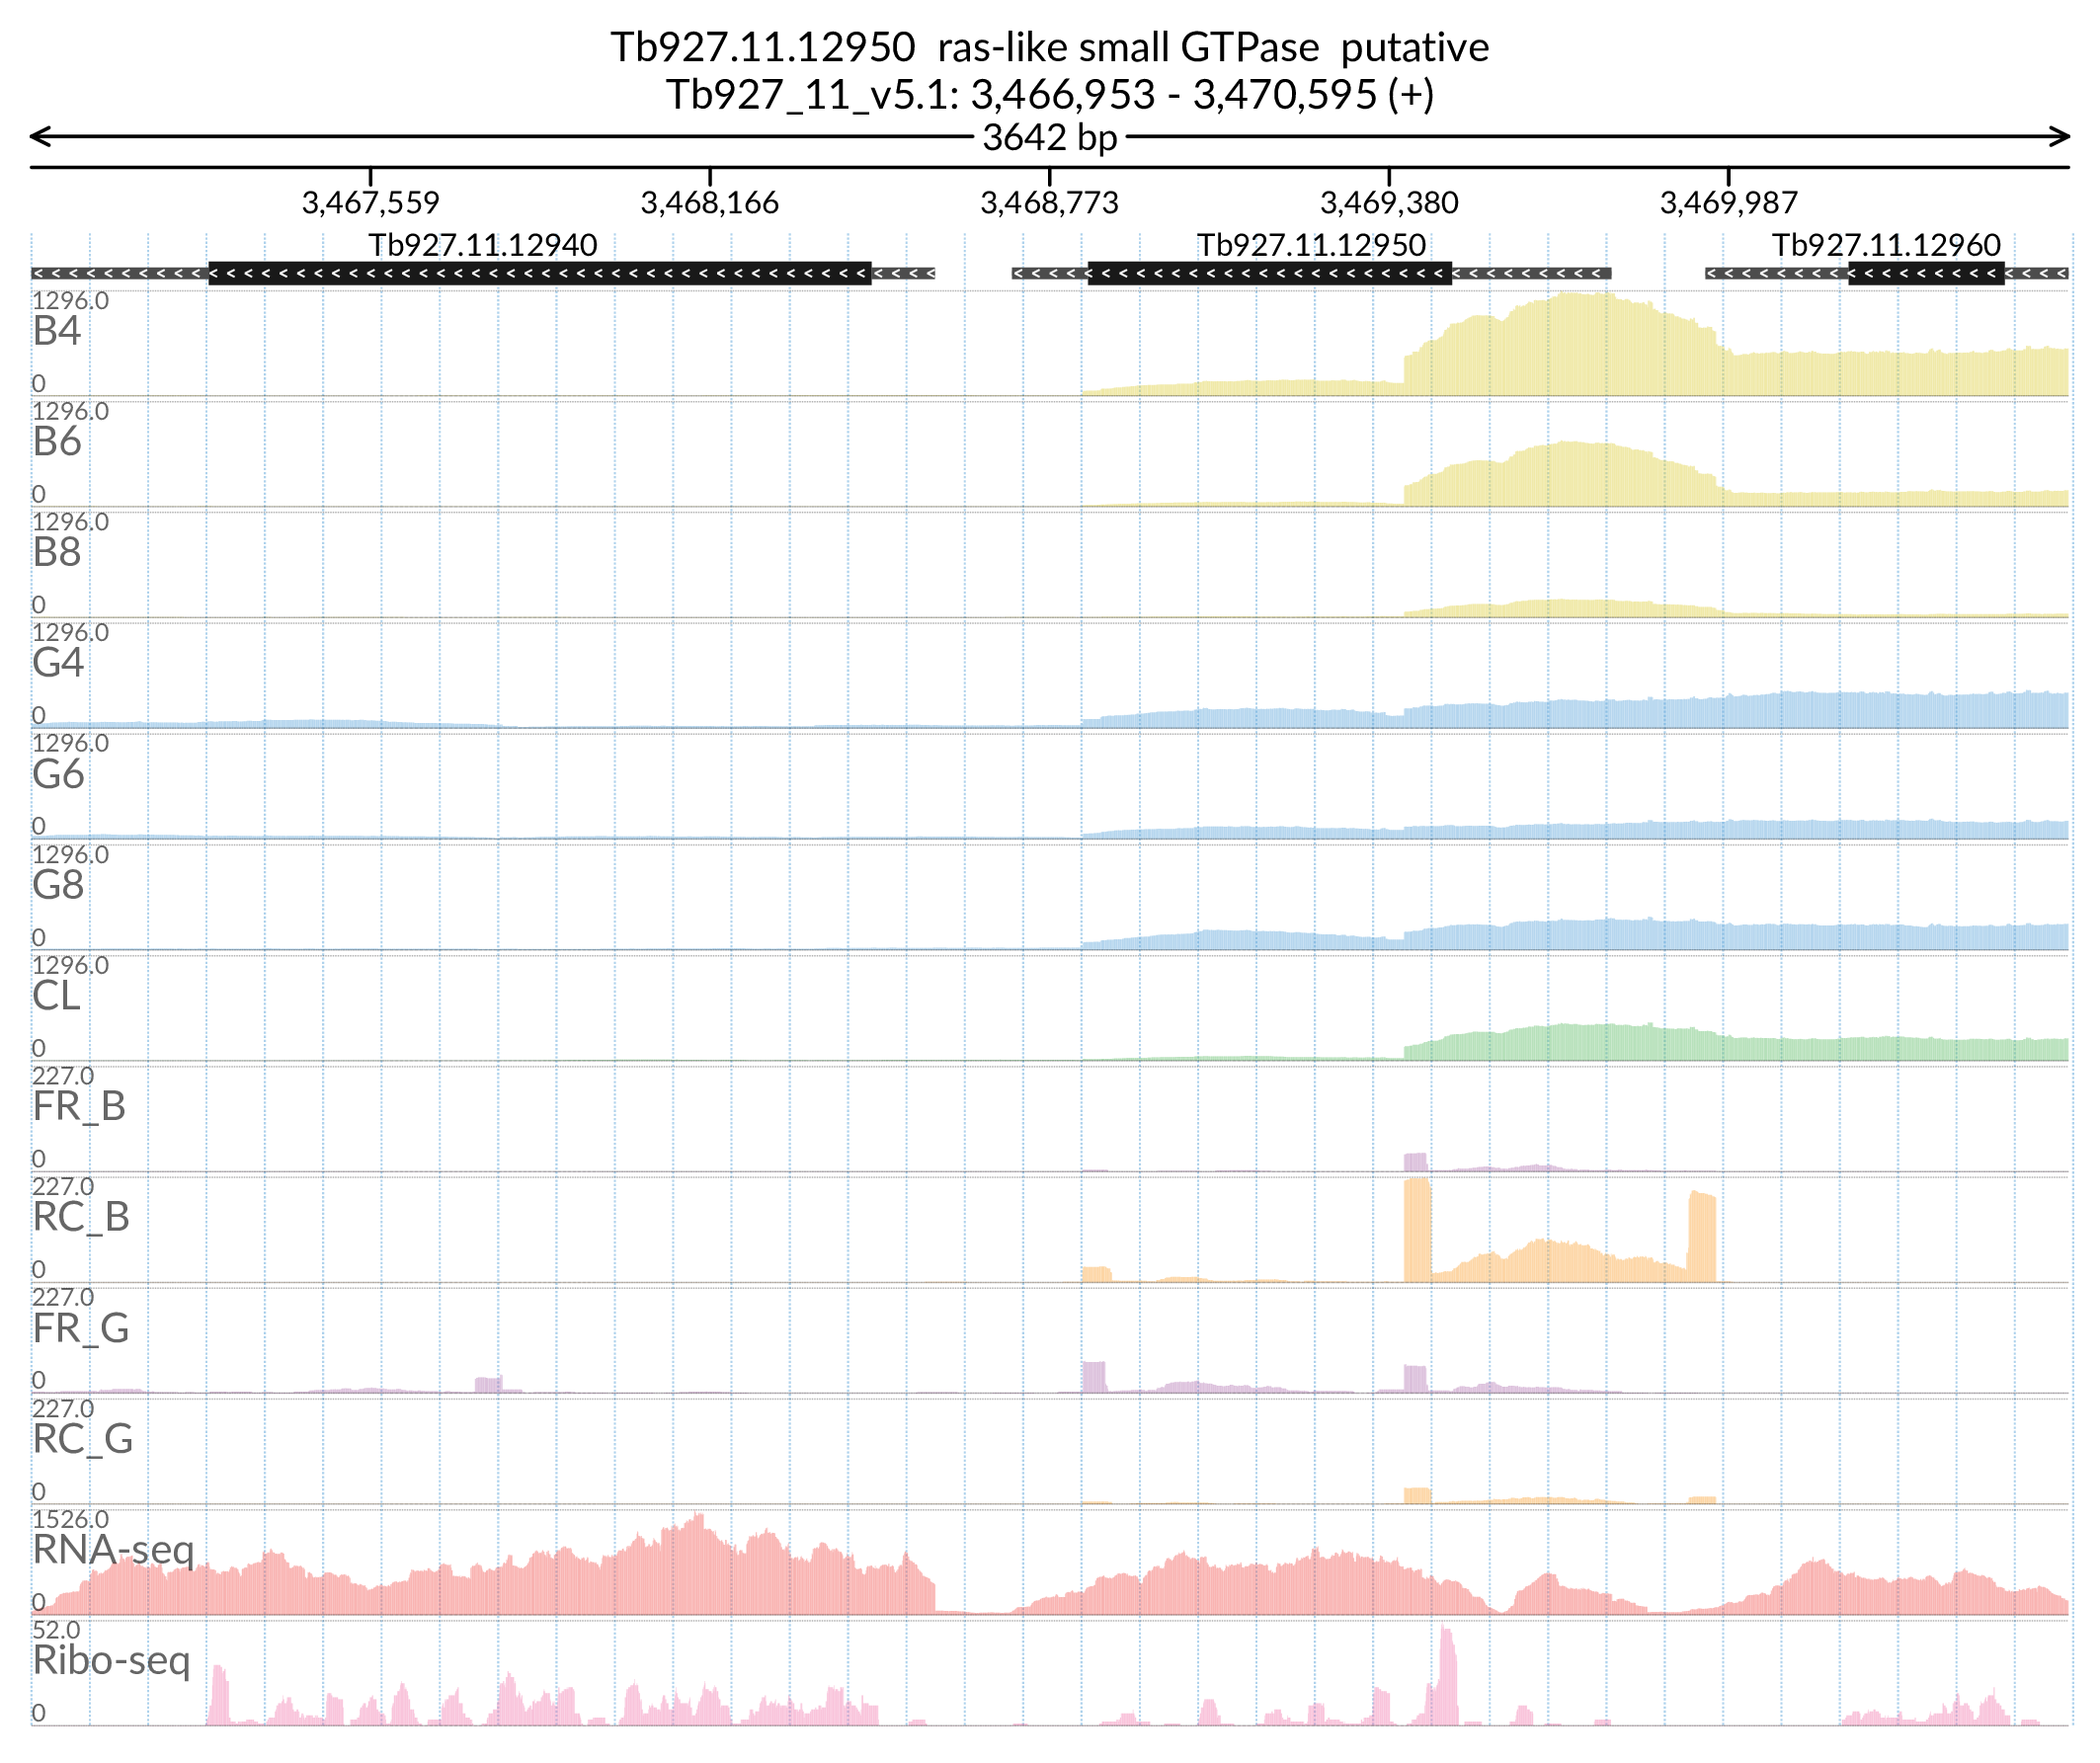 Tb927.11.12950  ras-like small GTPase  putative
Tb927_11_v5.1: 3,466,953 - 3,470,595 (+)
3642 bp
3,467,559 3,468,166 3,468,773 3,469,380 3,469,987
Tb927.11.12940 Tb927.11.12950 Tb927.11.12960
1296.0
B4
0
1296.0
B6
0
1296.0
B8
0
1296.0
G4
0
1296.0
G6
0
1296.0
G8
0
1296.0
CL
0
227.0
FR_B
0
227.0
RC_B
0
227.0
FR_G
0
227.0
RC_G
0
1526.0
RNA-seq
0
52.0
Ribo-seq
0